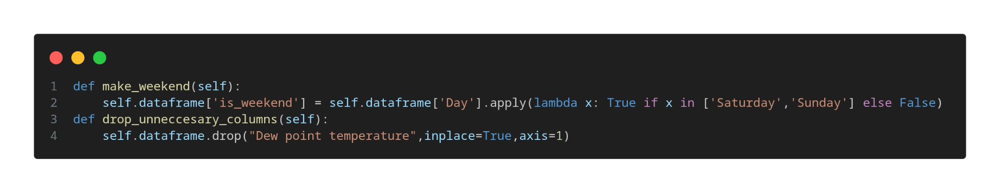 1 def make_weekend(self):
2     self.dataframe['is_weekend'] = self.dataframe['Day'].apply(lambda x: True if x in ['Saturday','Sunday'] else False)
3 def drop_unneccesary_columns(self):
4     self.dataframe.drop("Dew point temperature",inplace=True,axis=1)